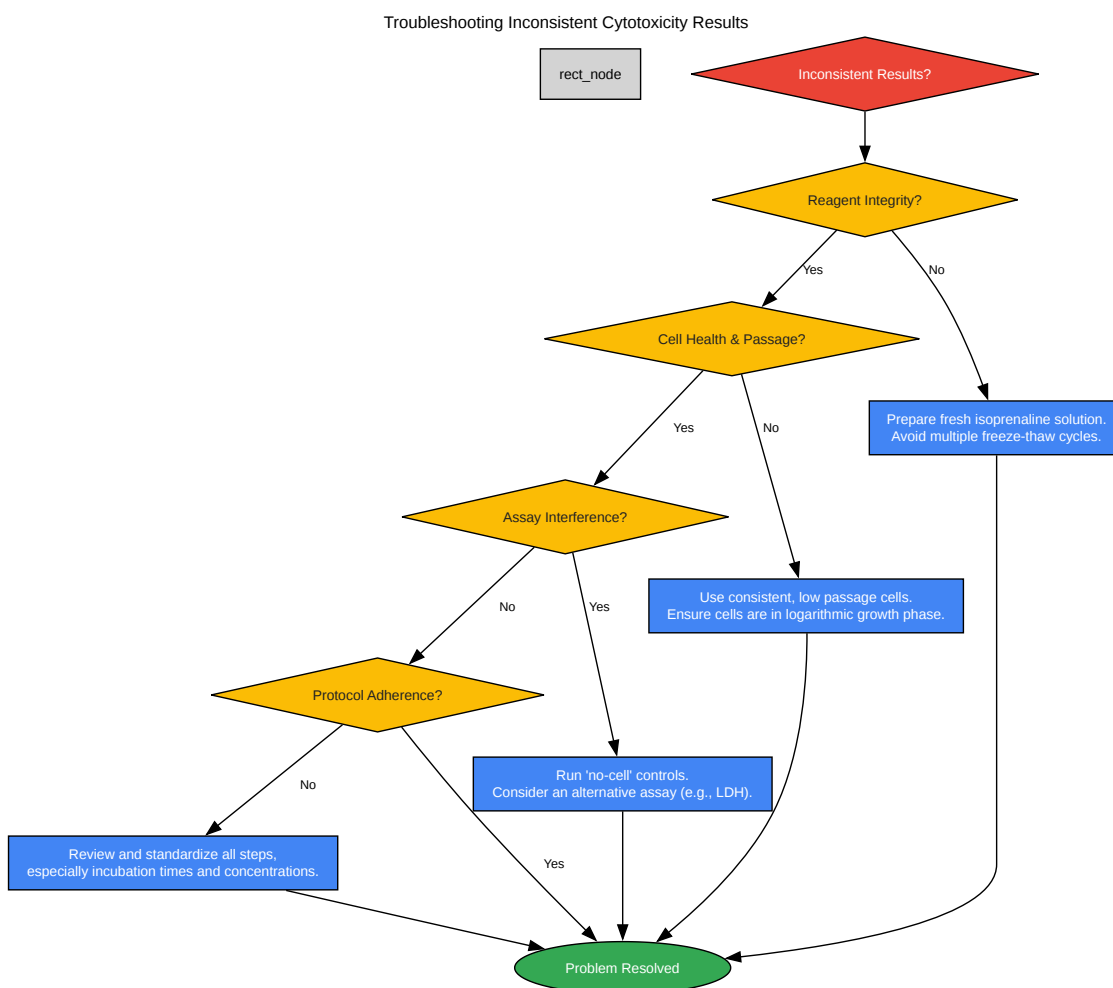 Troubleshooting Inconsistent Cytotoxicity Results
rect_node
Inconsistent Results?
Reagent Integrity?
Yes
No
Cell Health & Passage?
Prepare fresh isoprenaline solution.
Avoid multiple freeze-thaw cycles.
Yes
No
Assay Interference?
Use consistent, low passage cells.
Ensure cells are in logarithmic growth phase.
No
Yes
Protocol Adherence?
Run 'no-cell' controls.
Consider an alternative assay (e.g., LDH).
No
Review and standardize all steps,
especially incubation times and concentrations.
Yes
Problem Resolved